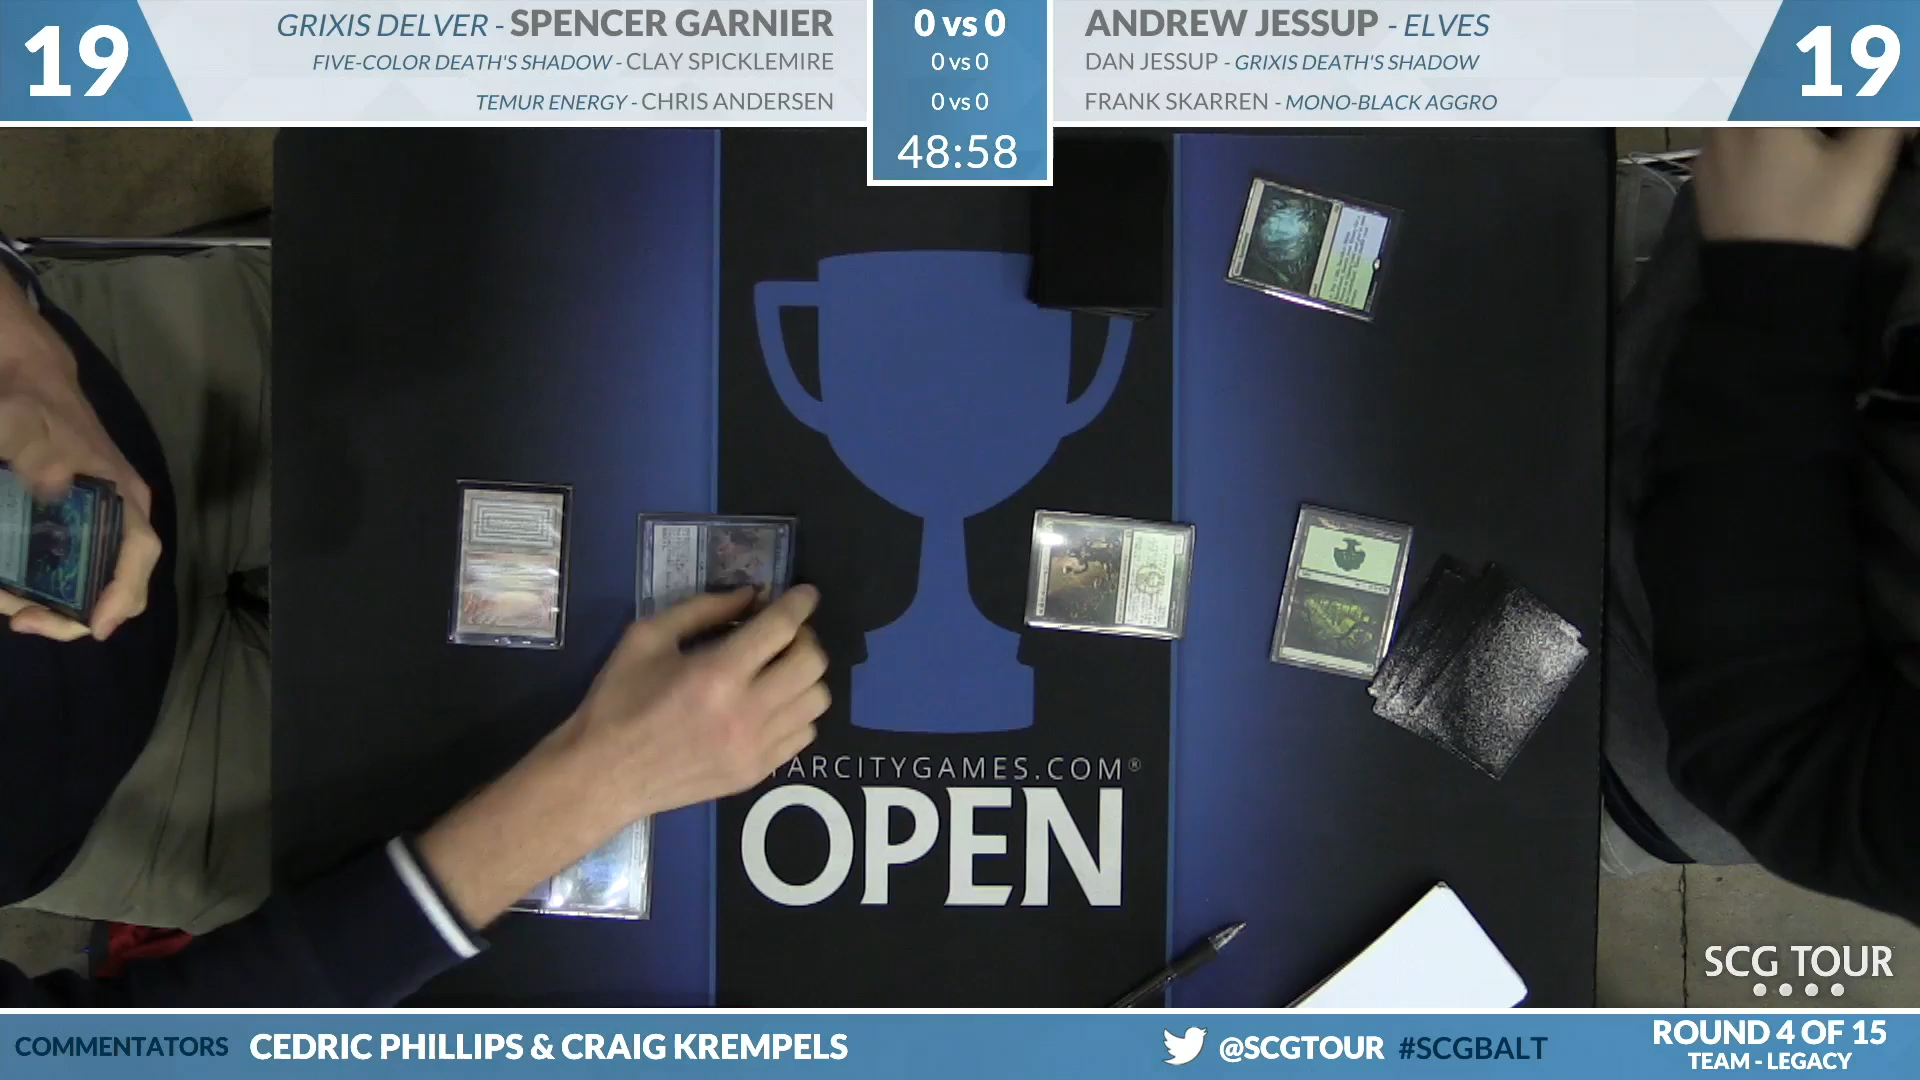 19
GRIXIS DELVER - SPENCER GARNIER
FIVE-COLOR DEATH'S SHADOW - CLAY SPICKLEMIRE
TEMUR ENERGY - CHRIS ANDERSEN
0 vs 0
0 vs 0
0 vs 0
48:58
ANDREW JESSUP - ELVES
DAN JESSUP - GRIXIS DEATH'S SHADOW
FRANK SKARREN - MONO-BLACK AGGRO
19
ARCITYGAMES.COM®
OPEN
SCG TOUR
COMMENTATORS CEDRIC PHILLIPS & CRAIG KREMPELS
@SCGTOUR #SCGBALT
ROUND 4 OF 15
TEAM - LEGACY